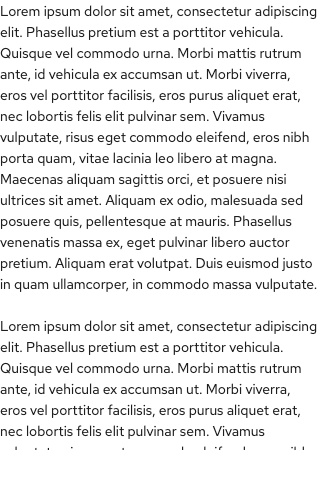 Lorem ipsum dolor sit amet, consectetur adipiscing
elit. Phasellus pretium est a porttitor vehicula.
Quisque vel commodo urna. Morbi mattis rutrum
ante, id vehicula ex accumsan ut. Morbi viverra,
eros vel porttitor facilisis, eros purus aliquet erat,
nec lobortis felis elit pulvinar sem. Vivamus
vulputate, risus eget commodo eleifend, eros nibh
porta quam, vitae lacinia leo libero at magna.
Maecenas aliquam sagittis orci, et posuere nisi
ultrices sit amet. Aliquam ex odio, malesuada sed
posuere quis, pellentesque at mauris. Phasellus
venenatis massa ex, eget pulvinar libero auctor
pretium. Aliquam erat volutpat. Duis euismod justo
in quam ullamcorper, in commodo massa vulputate.

Lorem ipsum dolor sit amet, consectetur adipiscing
elit. Phasellus pretium est a porttitor vehicula.
Quisque vel commodo urna. Morbi mattis rutrum
ante, id vehicula ex accumsan ut. Morbi viverra,
eros vel porttitor facilisis, eros purus aliquet erat,
nec lobortis felis elit pulvinar sem. Vivamus